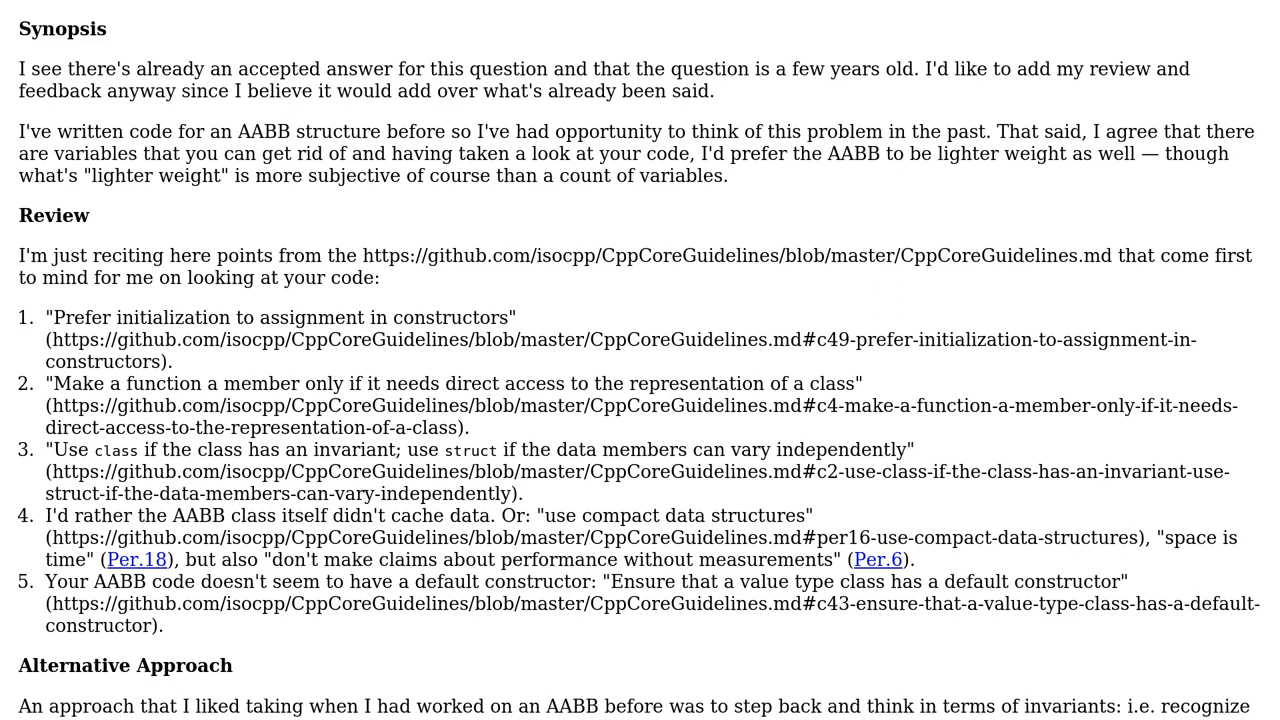 Synopsis
I see there's already an accepted answer for this question and that the question is a few years old. I'd like to add my review and
feedback anyway since I believe it would add over what's already been said.
I've written code for an AABB structure before so I've had opportunity to think of this problem in the past. That said, I agree that there
are variables that you can get rid of and having taken a look at your code, I'd prefer the AABB to be lighter weight as well — though
what's "lighter weight" is more subjective of course than a count of variables.
Review
I'm just reciting here points from the https://github.com/isocpp/CppCoreGuidelines/blob/master/CppCoreGuidelines.md that come first
to mind for me on looking at your code:
1. "Prefer initialization to assignment in constructors"
(https://github.com/isocpp/CppCoreGuidelines/blob/master/CppCoreGuidelines.md#c49-prefer-initialization-to-assignment-in-
constructors).
2. "Make a function a member only if it needs direct access to the representation of a class"
(https://github.com/isocpp/CppCoreGuidelines/blob/master/CppCoreGuidelines.md#c4-make-a-function-a-member-only-if-it-needs-
direct-access-to-the-representation-of-a-class).
3. "Use class if the class has an invariant; use struct if the data members can vary independently"
(https://github.com/isocpp/CppCoreGuidelines/blob/master/CppCoreGuidelines.md#c2-use-class-if-the-class-has-an-invariant-use-
struct-if-the-data-members-can-vary-independently).
4. I'd rather the AABB class itself didn't cache data. Or: "use compact data structures"
(https://github.com/isocpp/CppCoreGuidelines/blob/master/CppCoreGuidelines.md#per16-use-compact-data-structures), "space is
time" (Per.18), but also "don't make claims about performance without measurements" (Per.6).
5. Your AABB code doesn't seem to have a default constructor: "Ensure that a value type class has a default constructor"
(https://github.com/isocpp/CppCoreGuidelines/blob/master/CppCoreGuidelines.md#c43-ensure-that-a-value-type-class-has-a-default-
constructor).
Alternative Approach
An approach that I liked taking when I had worked on an AABB before was to step back and think in terms of invariants: i.e. recognize